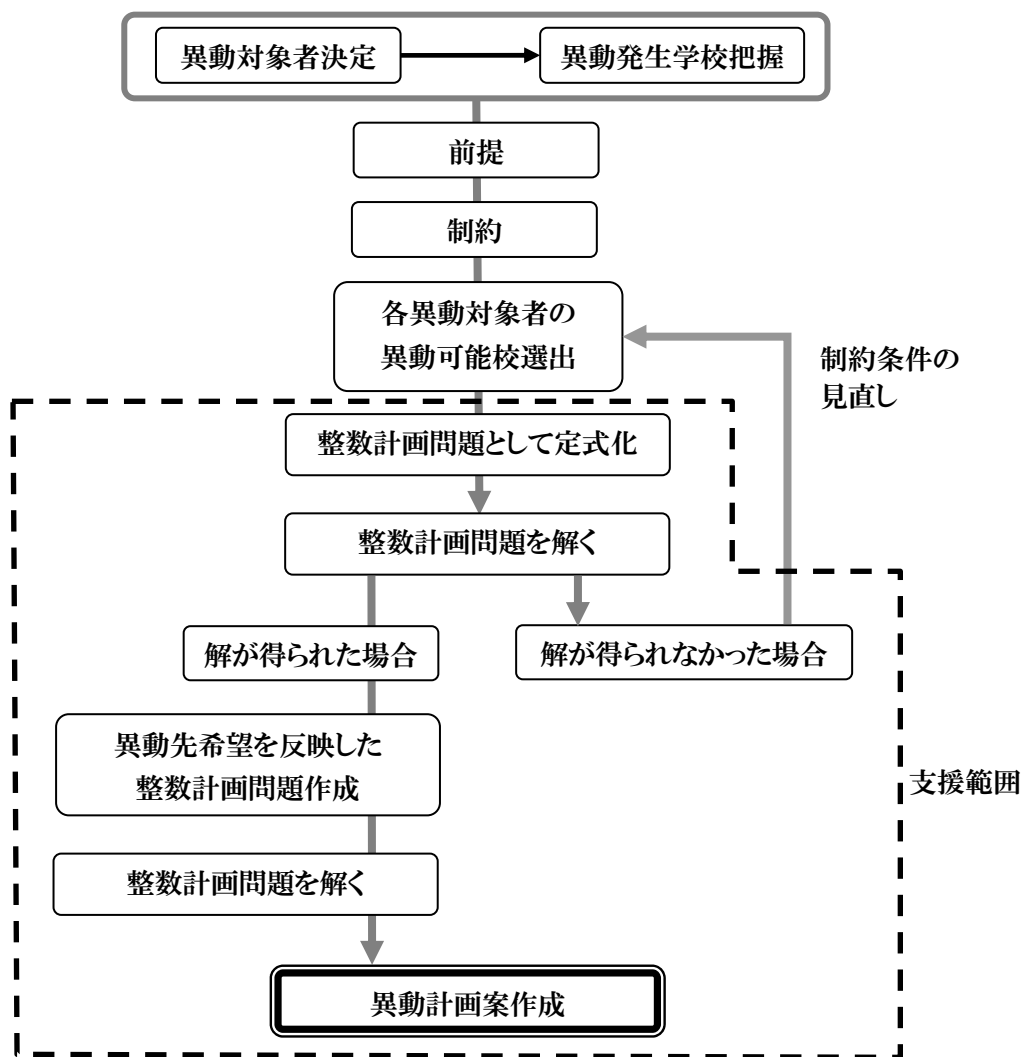 異動対象者決定
異動発生学校把握
前提
制約
各異動対象者の
異動可能校選出
制約条件の
見直し
整数計画問題として定式化
整数計画問題を解く
解が得られた場合
解が得られなかった場合
異動先希望を反映した
整数計画問題作成
支援範囲
整数計画問題を解く
異動計画案作成